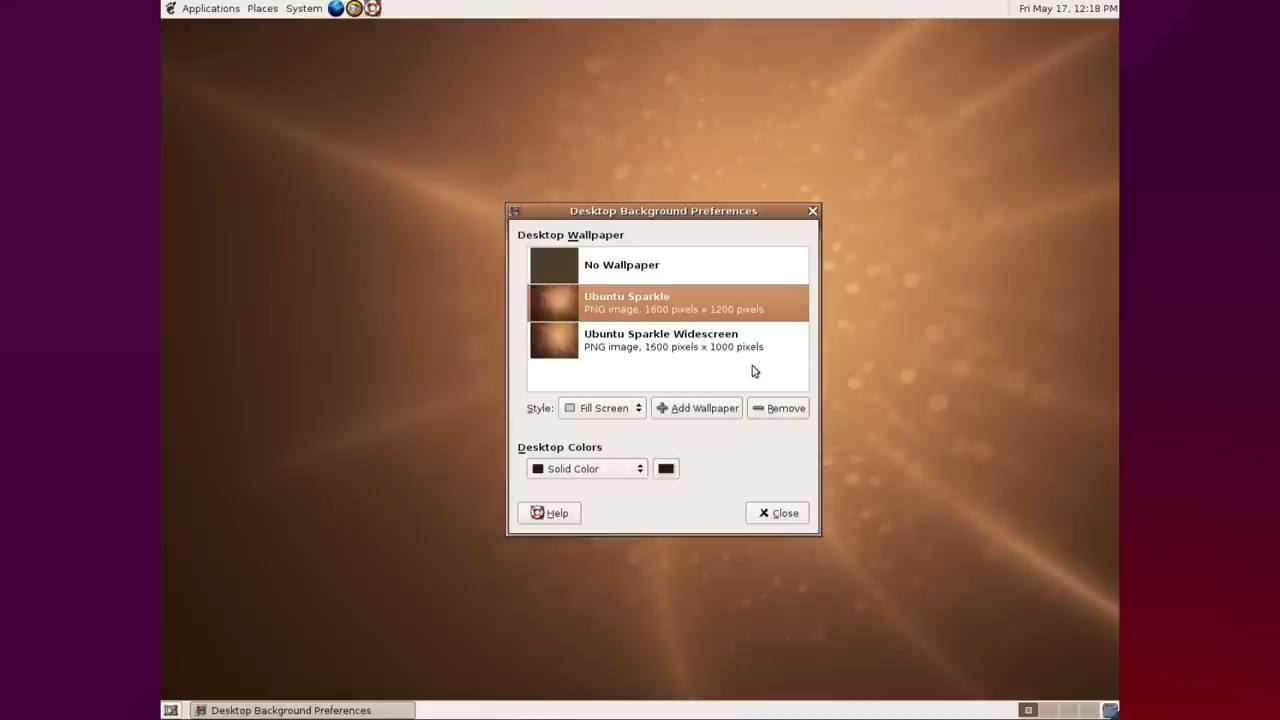 Applications Places System
Fri May 17, 12:18 PM
Desktop Background Preferences
Desktop Wallpaper
No Wallpaper
Ubuntu Sparkle
PNG image, 1600 pixels x 1200 pixels
Ubuntu Sparkle Widescreen
PNG image, 1600 pixels x 1000 pixels
Style: Fill Screen Add Wallpaper Remove
Desktop Colors
Solid Color
Help Close
Desktop Background Preferences